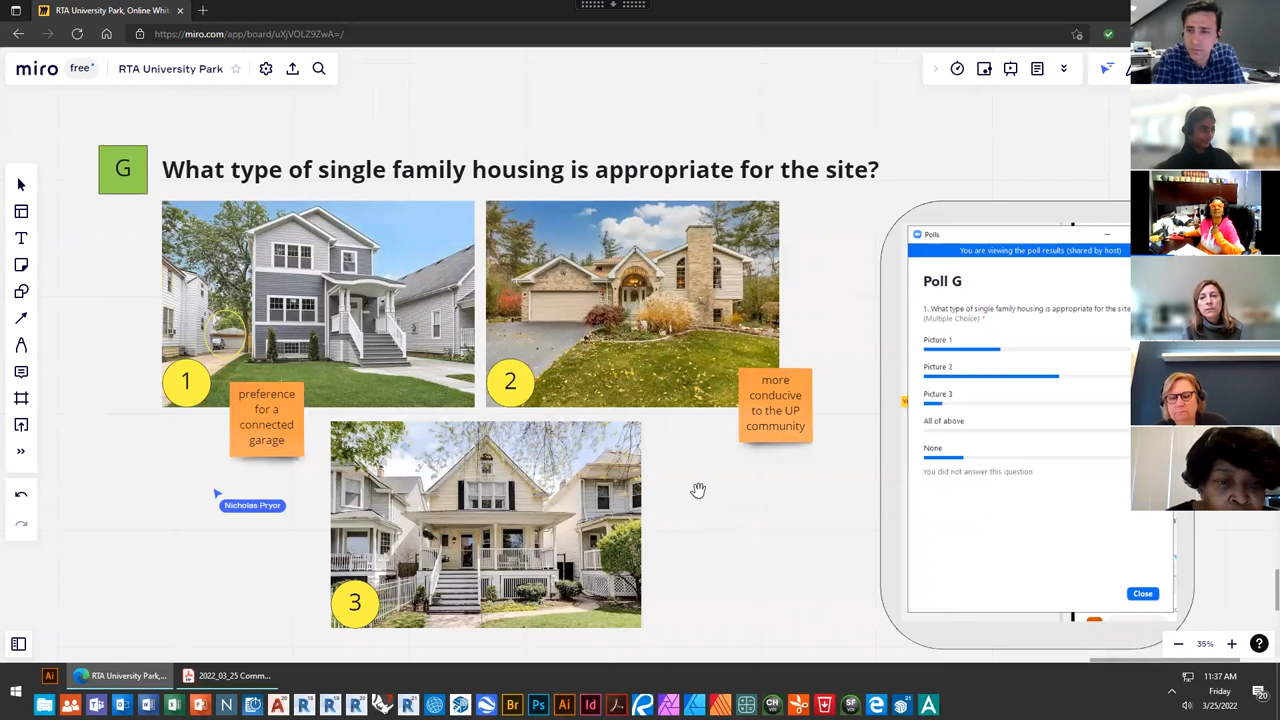 RTA University Park, Online Whit
https://miro.com/app/board/uXjVOLZ9ZwA=/
miro free RTA University Park
G What type of single family housing is appropriate for the site?
1
2
preference
for a
connected
garage
more
conducive
to the UP
community
3
Nicholas Pryor
Polls
You are viewing the poll results (shared by host)
Poll G
1. What type of single family housing is appropriate for the site
(Multiple Choice) *
Picture 1
Picture 2
Picture 3
All of above
None
You did not answer this question
Close
35%
RTA University Park,...
2022_03_25 Comm...
11:37 AM
Friday
3/25/2022
20